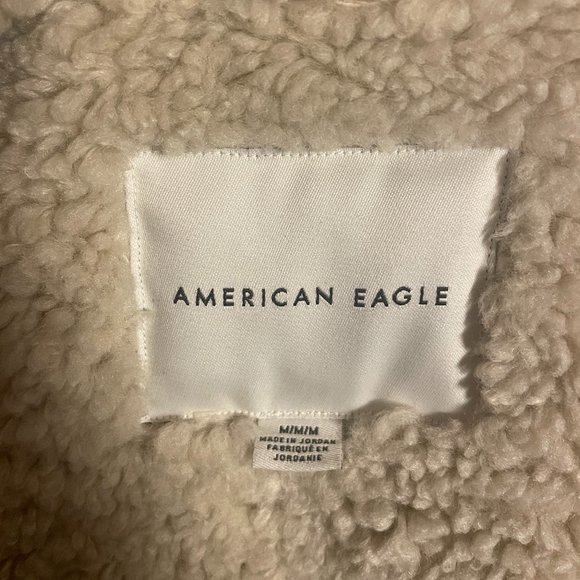 AMERICAN EAGLE
M/M/M
MADE IN JORDAN
FABRIQUÉ EN
JORDANIE